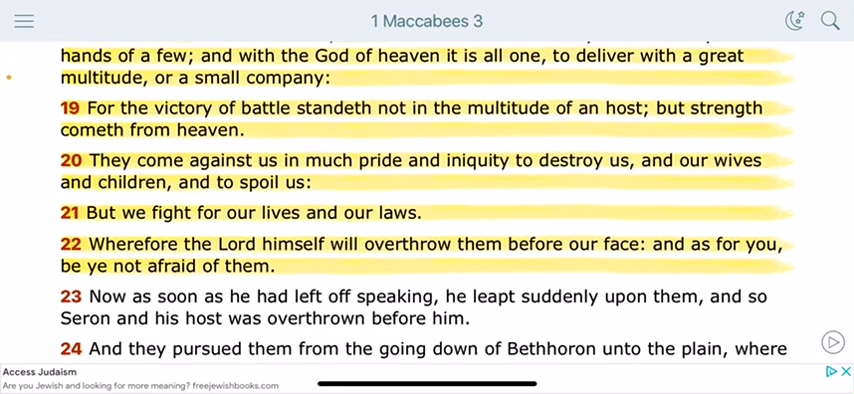 1 Maccabees 3
hands of a few; and with the God of heaven it is all one, to deliver with a great
multitude, or a small company:
19 For the victory of battle standeth not in the multitude of an host; but strength
cometh from heaven.
20 They come against us in much pride and iniquity to destroy us, and our wives
and children, and to spoil us:
21 But we fight for our lives and our laws.
22 Wherefore the Lord himself will overthrow them before our face: and as for you,
be ye not afraid of them.
23 Now as soon as he had left off speaking, he leapt suddenly upon them, and so
Seron and his host was overthrown before him.
24 And they pursued them from the going down of Bethhoron unto the plain, where
Access Judaism
Are you Jewish and looking for more meaning? freejewishbooks.com